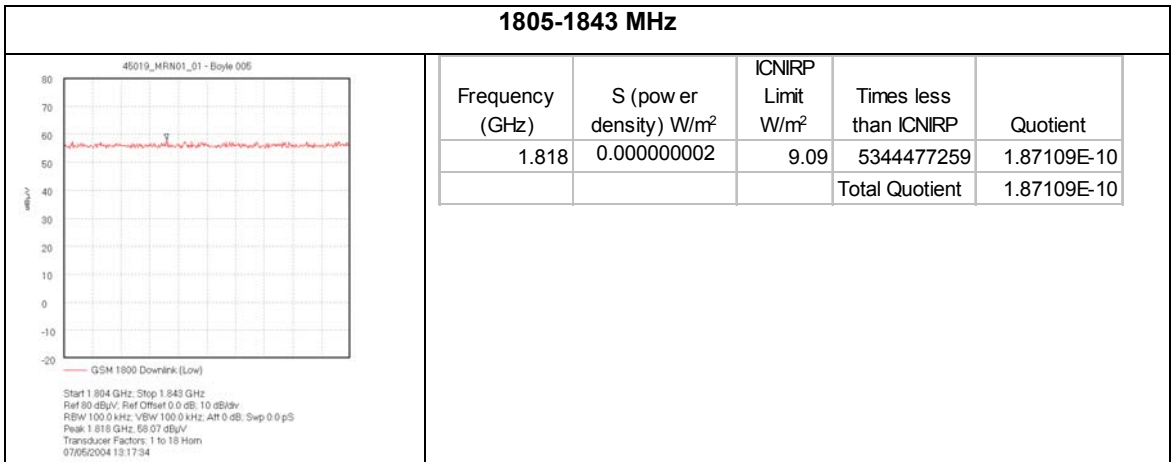 1805-1843 MHz
45019_MRN01_01 - Boyle 005
80
70
60
50
40
30
20
10
0
-10
-20
dBµV
GSM 1800 Downlink (Low)
Start 1.804 GHz; Stop 1.843 GHz
Ref 80 dBµV; Ref Offset 0.0 dB; 10 dB/div
RBW 100.0 kHz; VBW 100.0 kHz; Att 0 dB; Swp 0.0 pS
Peak 1.818 GHz, 58.07 dBµV
Transducer Factors: 1 to 18 Horn
07/05/2004 13:17:34
Frequency (GHz) S (pow er density) W/m² ICNIRP Limit W/m² Times less than ICNIRP Quotient
1.818 0.000000002 9.09 5344477259 1.87109E-10
Total Quotient 1.87109E-10